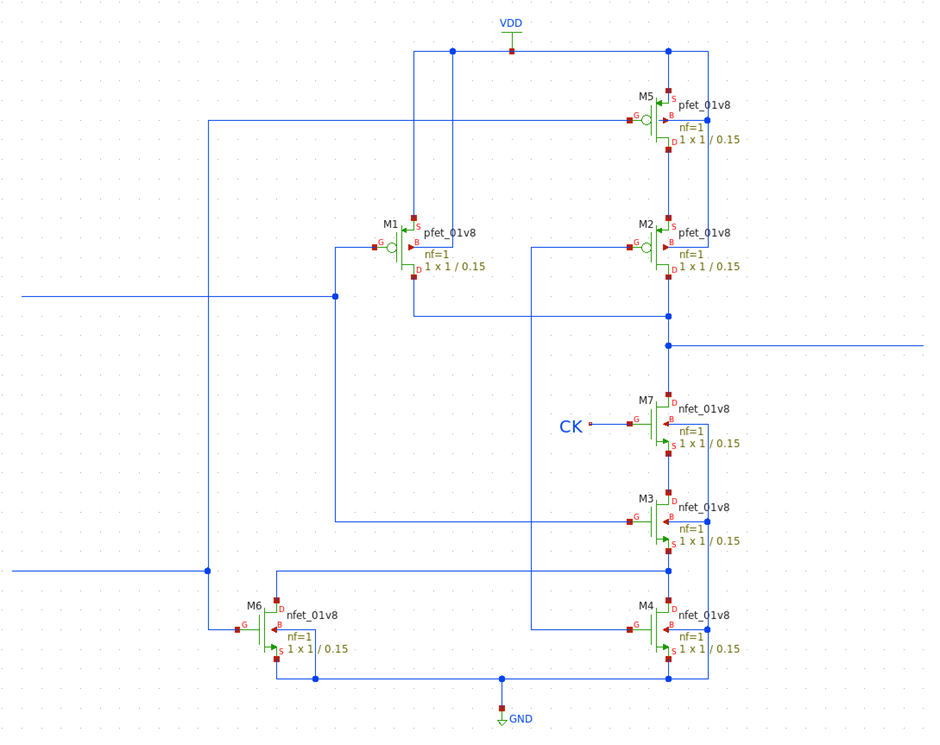 VDD
M5
S
pfet_01v8
G
B
nf=1
D
1 x 1 / 0.15
M1
S
pfet_01v8
G
B
nf=1
D
1 x 1 / 0.15
M2
S
pfet_01v8
G
B
nf=1
D
1 x 1 / 0.15
M7
D
nfet_01v8
CK
G
B
nf=1
S
1 x 1 / 0.15
M3
D
nfet_01v8
G
B
nf=1
S
1 x 1 / 0.15
M6
D
nfet_01v8
G
B
nf=1
S
1 x 1 / 0.15
M4
D
nfet_01v8
G
B
nf=1
S
1 x 1 / 0.15
GND